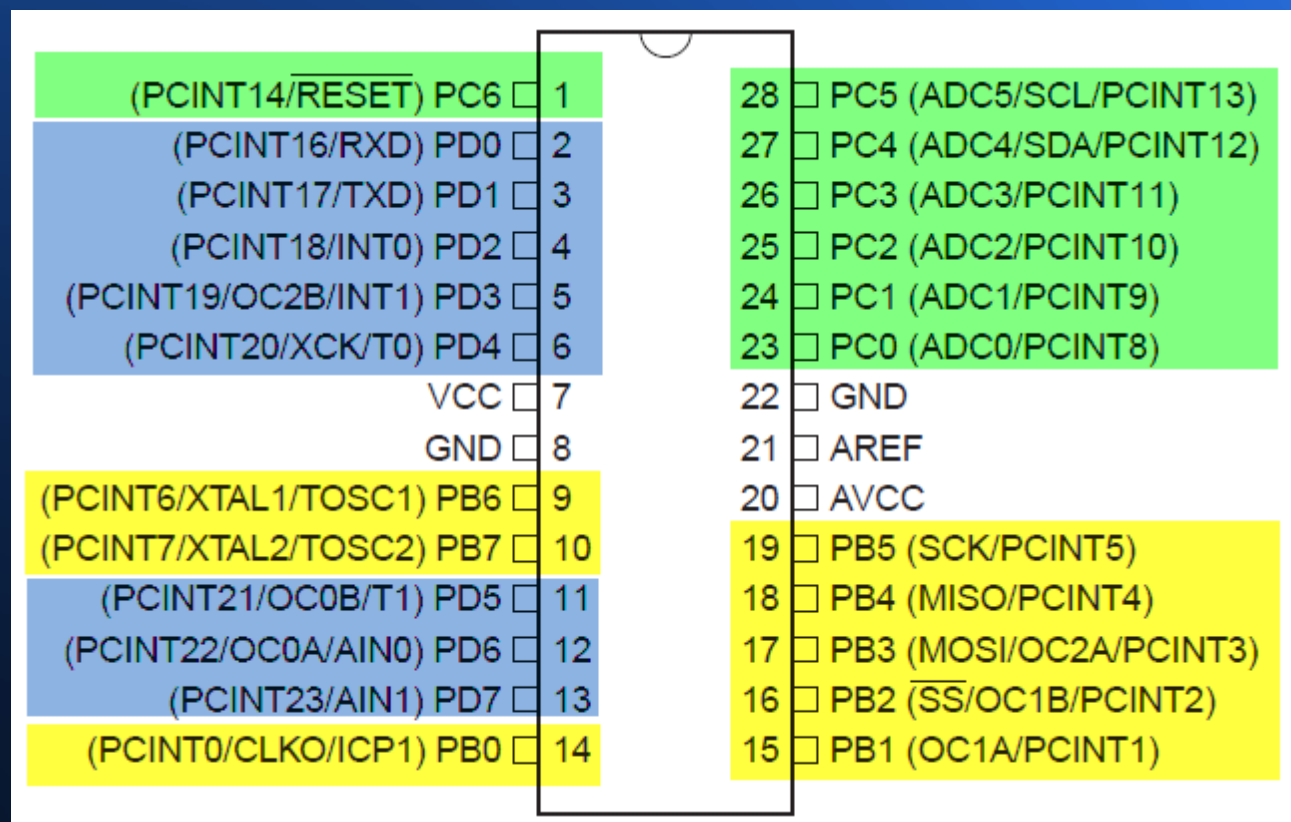 (PCINT14/RESET) PC6 1
(PCINT16/RXD) PD0 2
(PCINT17/TXD) PD1 3
(PCINT18/INT0) PD2 4
(PCINT19/OC2B/INT1) PD3 5
(PCINT20/XCK/T0) PD4 6
VCC 7
GND 8
(PCINT6/XTAL1/TOSC1) PB6 9
(PCINT7/XTAL2/TOSC2) PB7 10
(PCINT21/OC0B/T1) PD5 11
(PCINT22/OC0A/AIN0) PD6 12
(PCINT23/AIN1) PD7 13
(PCINT0/CLKO/ICP1) PB0 14
28 PC5 (ADC5/SCL/PCINT13)
27 PC4 (ADC4/SDA/PCINT12)
26 PC3 (ADC3/PCINT11)
25 PC2 (ADC2/PCINT10)
24 PC1 (ADC1/PCINT9)
23 PC0 (ADC0/PCINT8)
22 GND
21 AREF
20 AVCC
19 PB5 (SCK/PCINT5)
18 PB4 (MISO/PCINT4)
17 PB3 (MOSI/OC2A/PCINT3)
16 PB2 (SS/OC1B/PCINT2)
15 PB1 (OC1A/PCINT1)